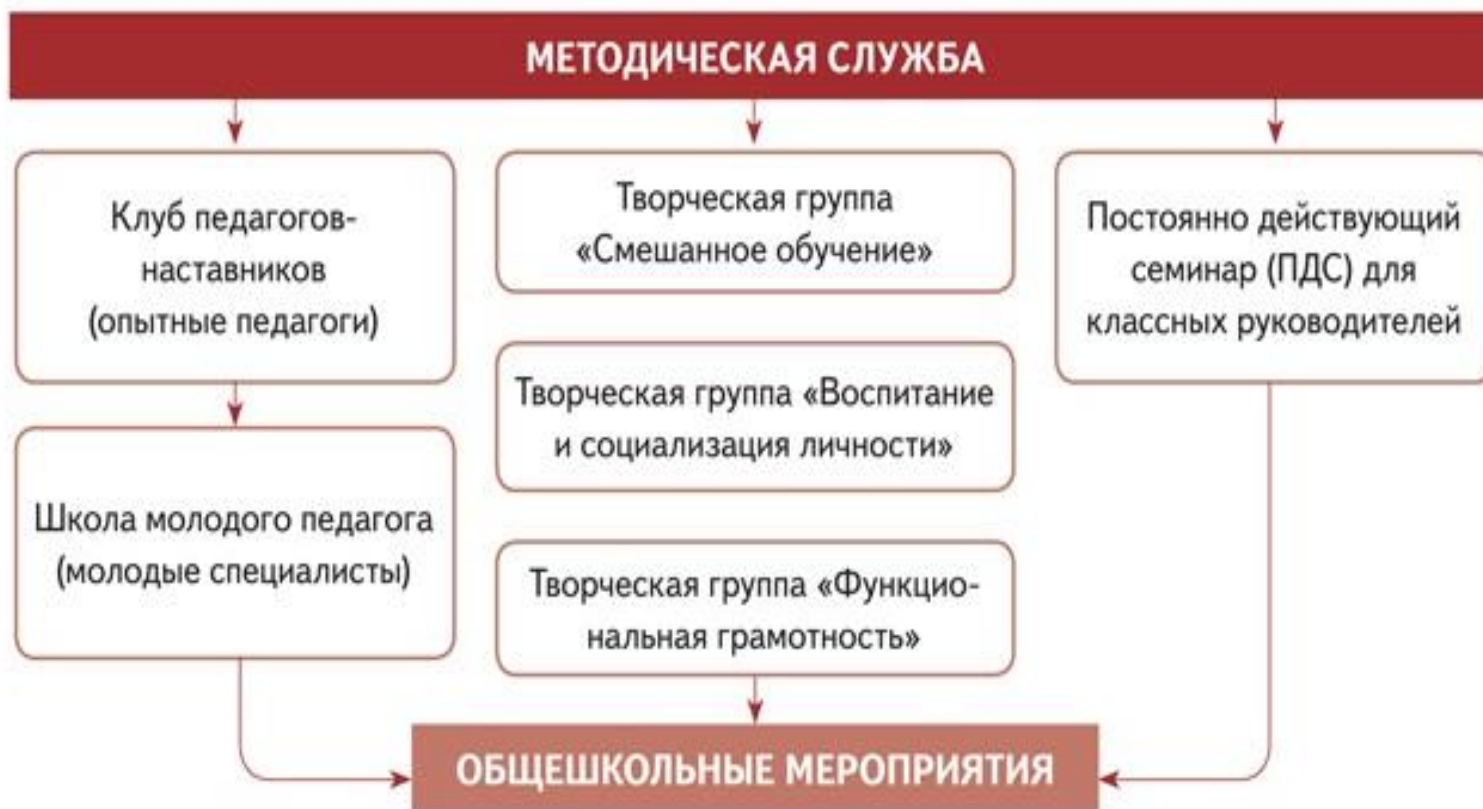 МЕТОДИЧЕСКАЯ СЛУЖБА
Клуб педагогов-
наставников
(опытные педагоги)
Школа молодого педагога
(молодые специалисты)
Творческая группа
«Смешанное обучение»
Творческая группа «Воспитание
и социализация личности»
Творческая группа «Функцио-
нальная грамотность»
Постоянно действующий
семинар (ПДС) для
классных руководителей
ОБЩЕШКОЛЬНЫЕ МЕРОПРИЯТИЯ